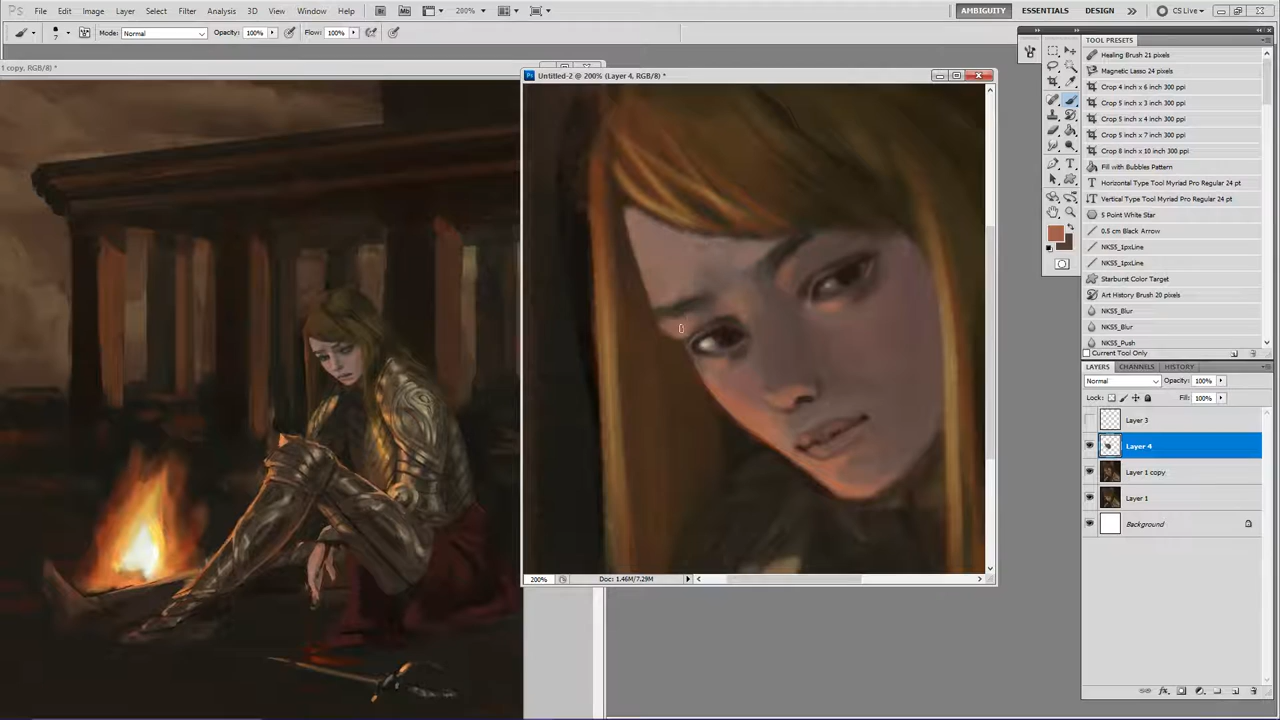 Ps File Edit Image Layer Select Filter Analysis 3D View Window Help Br Mb 200% AMBIGUITY ESSENTIALS DESIGN CS Live
7 Mode: Normal Opacity: 100% Flow: 100%
1 copy, RGB/8) *
Untitled-2 @ 200% (Layer 4, RGB/8) *
200% Doc: 1.46M/7.29M
TOOL PRESETS
Healing Brush 21 pixels
Magnetic Lasso 24 pixels
Crop 4 inch x 6 inch 300 ppi
Crop 5 inch x 3 inch 300 ppi
Crop 5 inch x 4 inch 300 ppi
Crop 5 inch x 7 inch 300 ppi
Crop 8 inch x 10 inch 300 ppi
Fill with Bubbles Pattern
Horizontal Type Tool Myriad Pro Regular 24 pt
Vertical Type Tool Myriad Pro Regular 24 pt
5 Point White Star
0.5 cm Black Arrow
NKS5_1pxLine
NKS5_1pxLine
Starburst Color Target
Art History Brush 20 pixels
NKS5_Blur
NKS5_Blur
NKS5_Push
Current Tool Only
LAYERS CHANNELS HISTORY
Normal Opacity: 100%
Lock: Fill: 100%
Layer 3
Layer 4
Layer 1 copy
Layer 1
Background